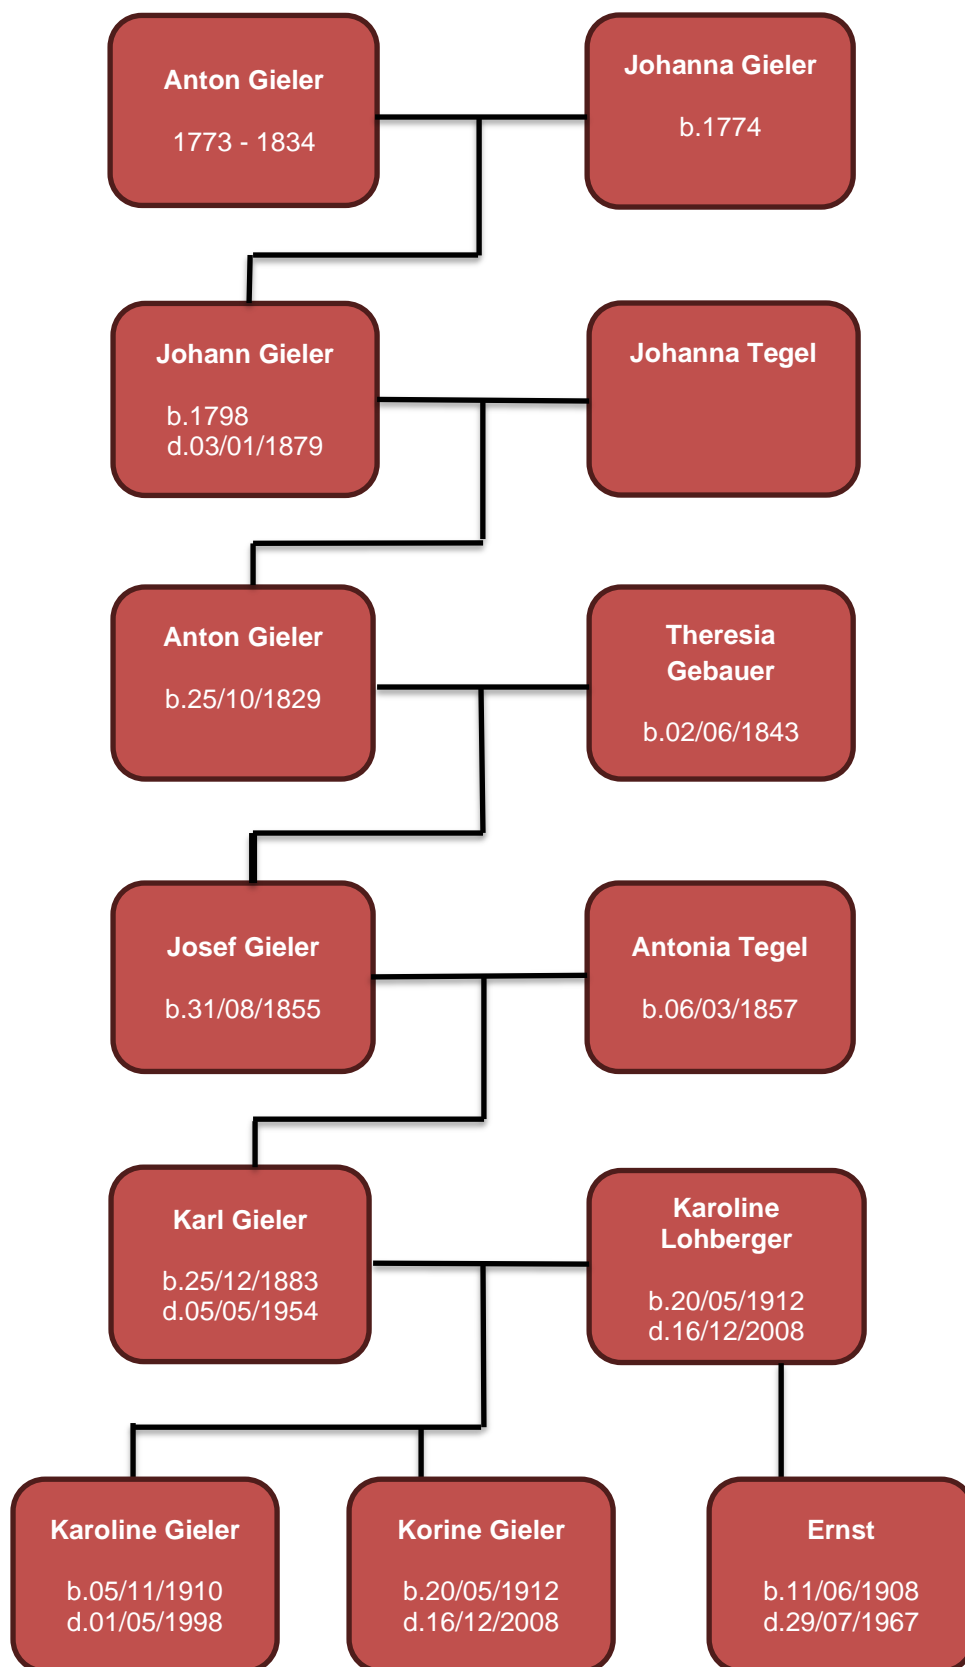 Anton Gieler
1773 - 1834
Johanna Gieler
b.1774
Johann Gieler
b.1798
d.03/01/1879
Johanna Tegel
Anton Gieler
b.25/10/1829
Theresia
Gebauer
b.02/06/1843
Josef Gieler
b.31/08/1855
Antonia Tegel
b.06/03/1857
Karl Gieler
b.25/12/1883
d.05/05/1954
Karoline
Lohberger
b.20/05/1912
d.16/12/2008
Karoline Gieler
b.05/11/1910
d.01/05/1998
Korine Gieler
b.20/05/1912
d.16/12/2008
Ernst
b.11/06/1908
d.29/07/1967